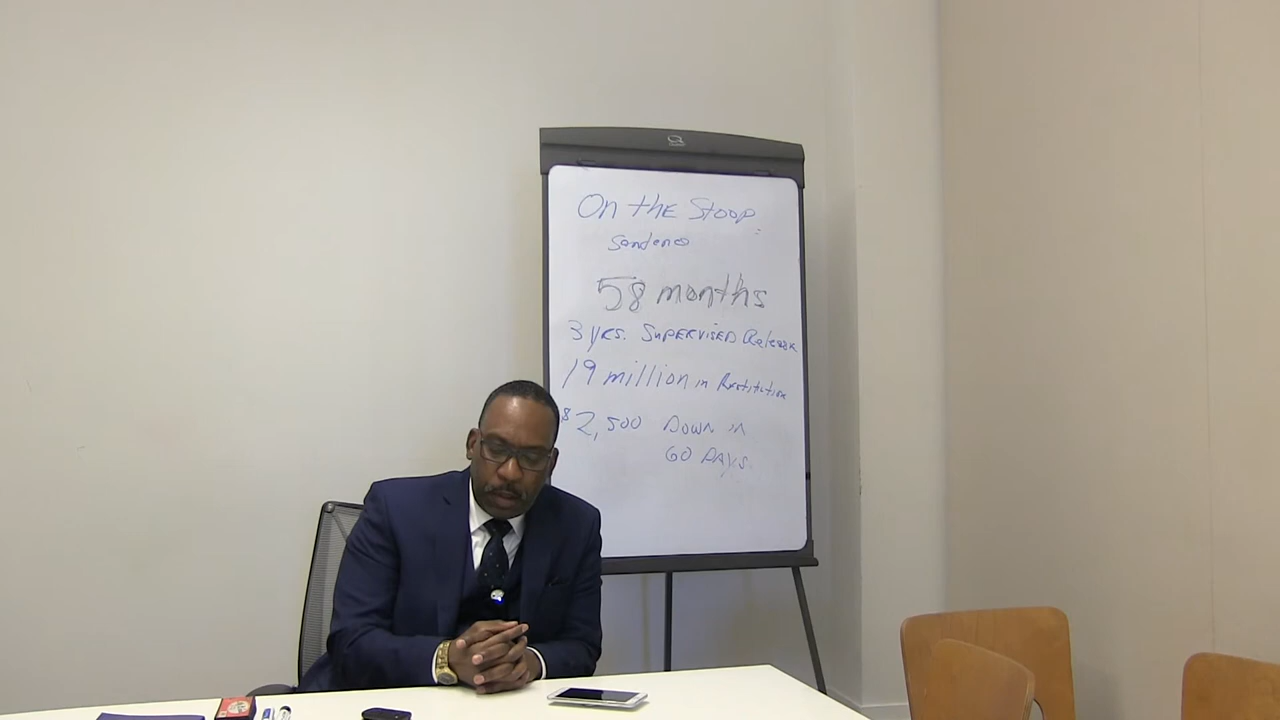 On the Stoop:
Sentence
58 months
3 yrs. Supervised Release
19 million in Restitution
$2,500 Down in
60 Days